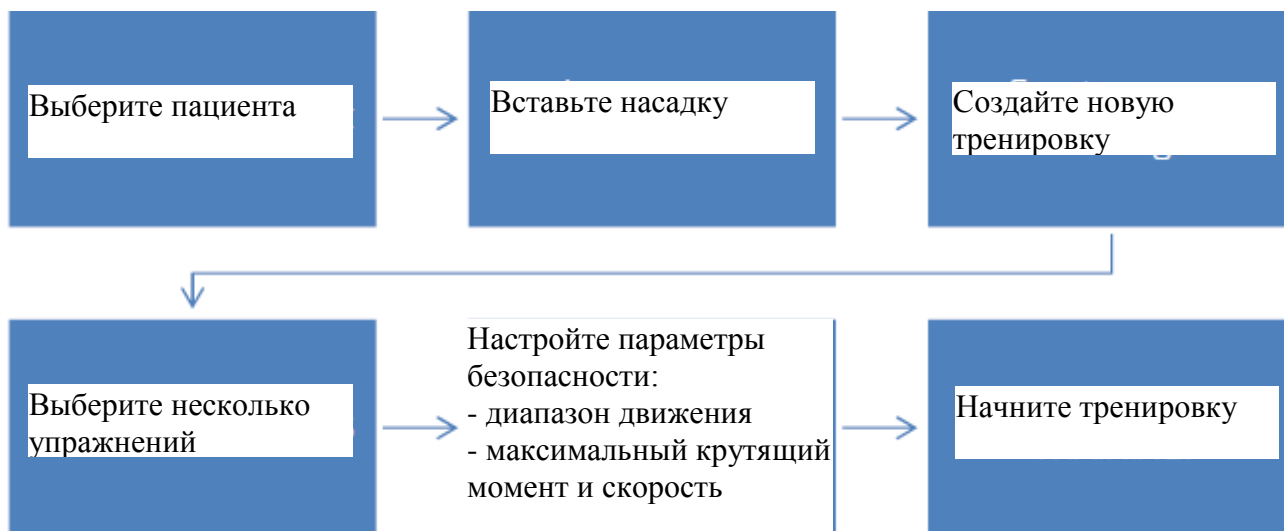 Выберите пациента
Вставьте насадку
Создайте новую
тренировку
Выберите несколько
упражнений
Настройте параметры
безопасности:
- диапазон движения
- максимальный крутящий
момент и скорость
Начните тренировку